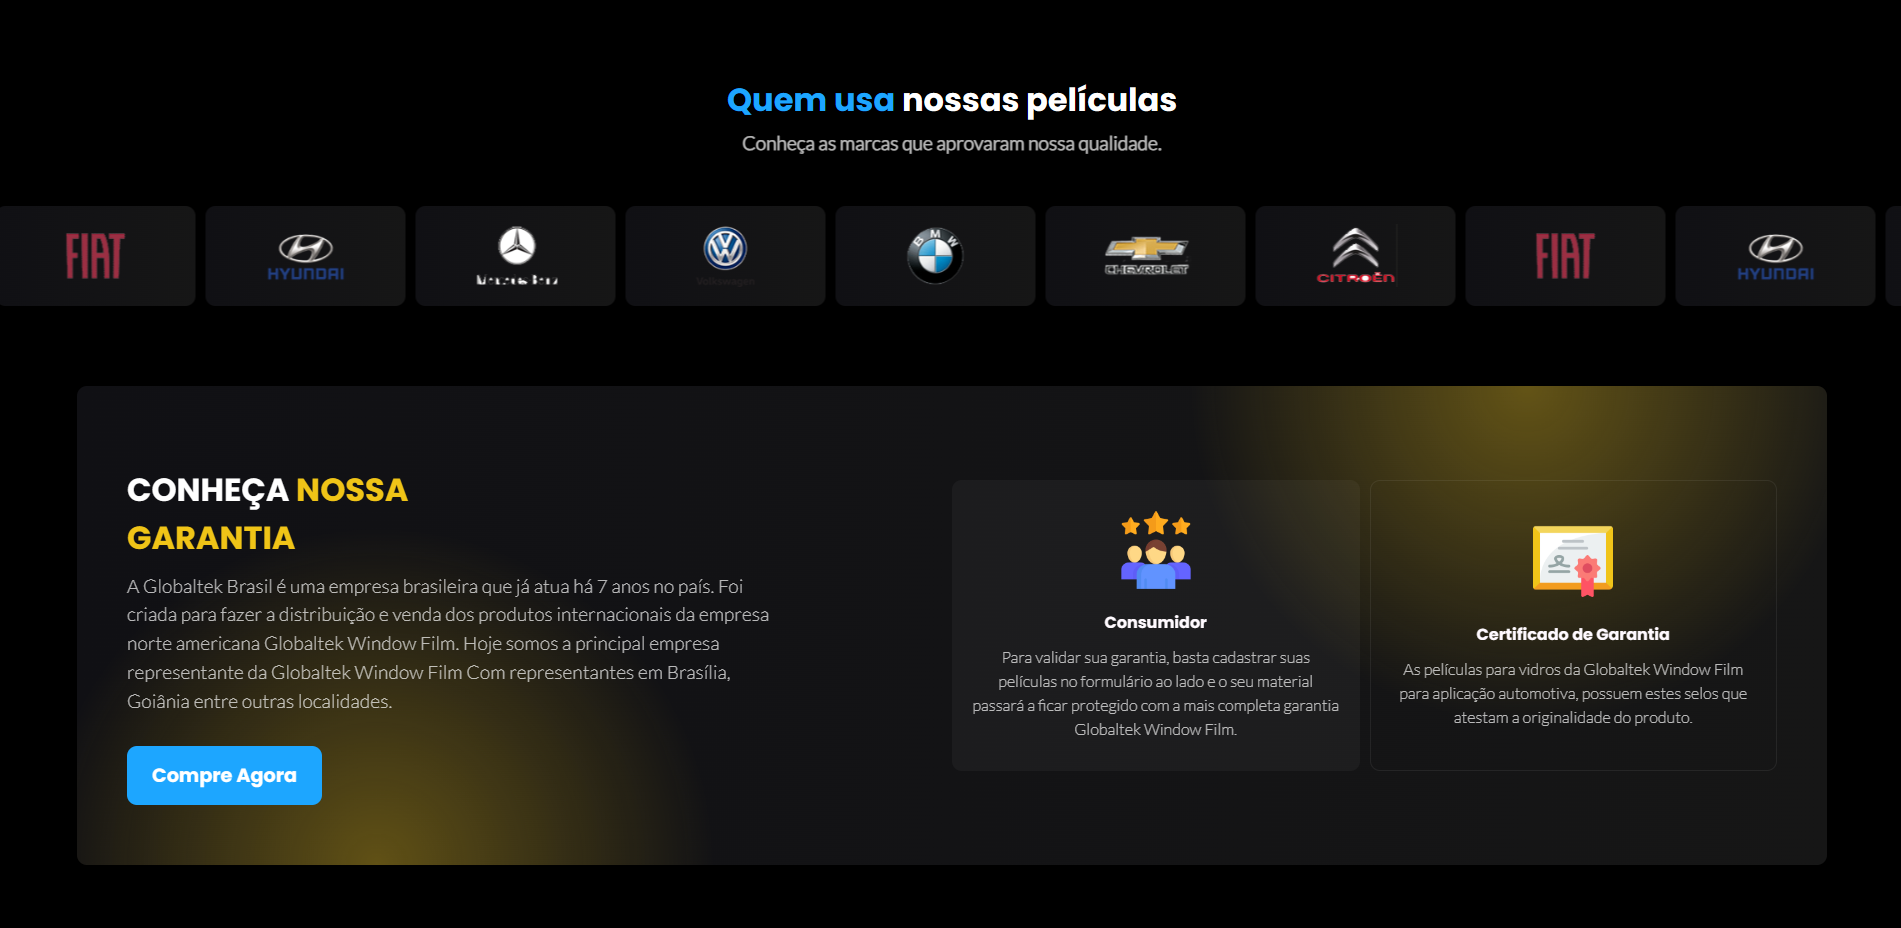 Quem usa nossas películas
Conheça as marcas que aprovaram nossa qualidade.
FIAT
HYUNDAI
Mercedes-Benz
Volkswagen
BMW
CHEVROLET
CITROËN
FIAT
HYUNDAI
CONHEÇA NOSSA
GARANTIA
A Globaltek Brasil é uma empresa brasileira que já atua há 7 anos no país. Foi
criada para fazer a distribuição e venda dos produtos internacionais da empresa
norte americana Globaltek Window Film. Hoje somos a principal empresa
representante da Globaltek Window Film Com representantes em Brasília,
Goiânia entre outras localidades.
Compre Agora
Consumidor
Para validar sua garantia, basta cadastrar suas
películas no formulário ao lado e o seu material
passará a ficar protegido com a mais completa garantia
Globaltek Window Film.
Certificado de Garantia
As películas para vidros da Globaltek Window Film
para aplicação automotiva, possuem estes selos que
atestam a originalidade do produto.